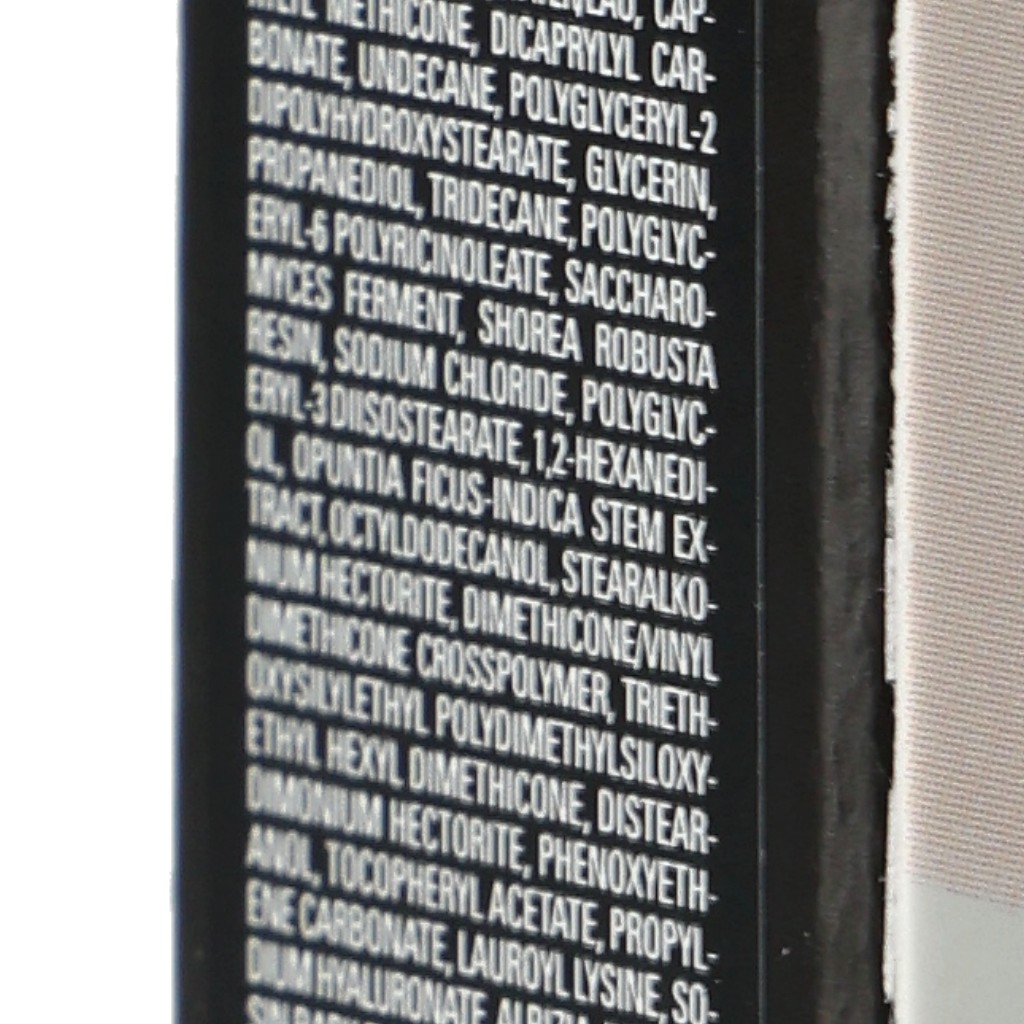 CAP-
METHICONE, DICAPRYLYL CAR-
BONATE, UNDECANE, POLYGLYCERYL-2
DIPOLYHYDROXYSTEARATE, GLYCERIN,
PROPANEDIOL, TRIDECANE, POLYGLYC-
ERYL-6 POLYRICINOLEATE, SACCHARO-
MYCES FERMENT, SHOREA ROBUSTA
RESIN, SODIUM CHLORIDE, POLYGLYC-
ERYL-3 DIISOSTEARATE, 1,2-HEXANEDI-
OL, OPUNTIA FICUS-INDICA STEM EX-
TRACT, OCTYLDODECANOL, STEARALKO-
NIUM HECTORITE, DIMETHICONE/VINYL
DIMETHICONE CROSSPOLYMER, TRIETH-
OXYSILYLETHYL POLYDIMETHYLSILOXY-
ETHYL HEXYL DIMETHICONE, DISTEAR-
DIMONIUM HECTORITE, PHENOXYETH-
ANOL, TOCOPHERYL ACETATE, PROPYL-
ENE CARBONATE, LAUROYL LYSINE, SO-
DIUM HYALURONATE, ALBIZIA